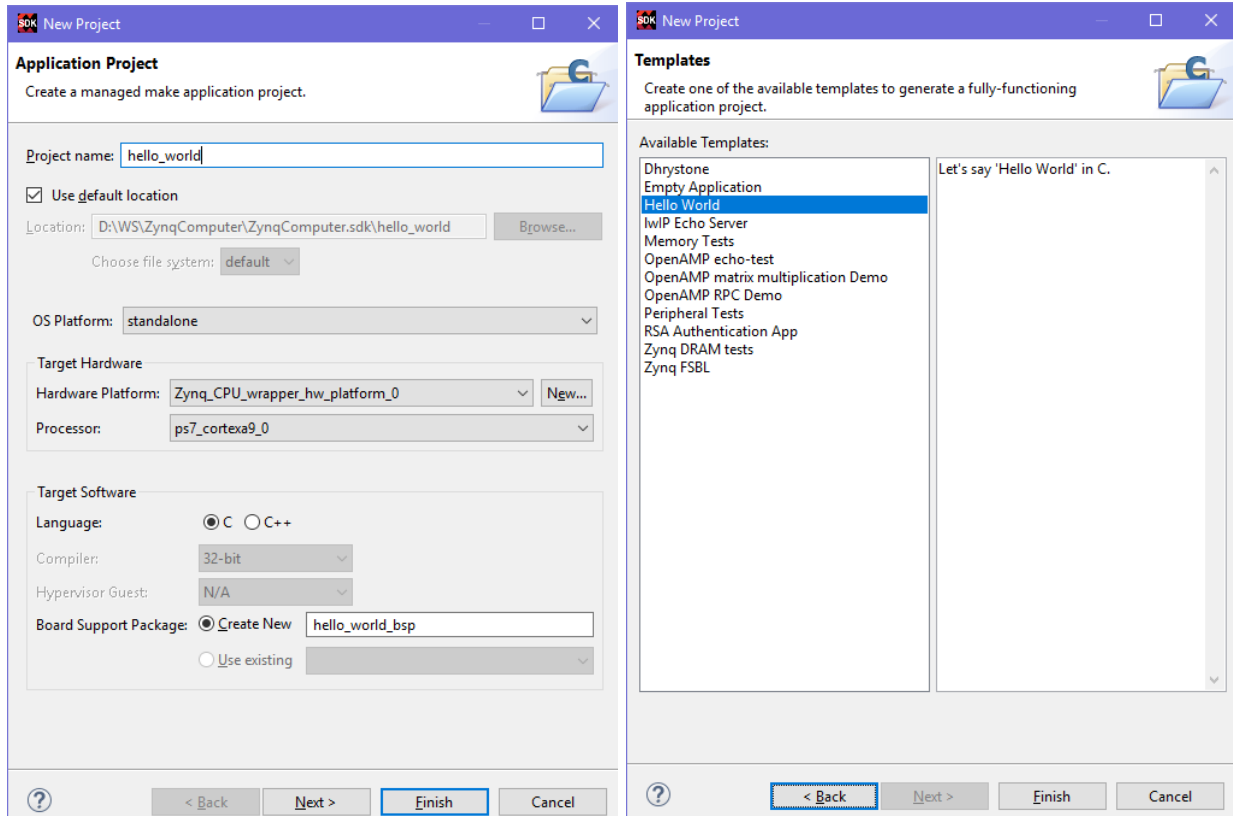 SDK New Project
Application Project
Create a managed make application project.
C
Project name: hello_world
Use default location
Location: D:\WS\ZynqComputer\ZynqComputer.sdk\hello_world Browse...
Choose file system: default
OS Platform: standalone
Target Hardware
Hardware Platform: Zynq_CPU_wrapper_hw_platform_0 New...
Processor: ps7_cortexa9_0
Target Software
Language: C C++
Compiler: 32-bit
Hypervisor Guest: N/A
Board Support Package: Create New hello_world_bsp
Use existing
? < Back Next > Finish Cancel
SDK New Project
Templates
Create one of the available templates to generate a fully-functioning
application project.
C
Available Templates:
Dhrystone
Empty Application
Hello World
lwIP Echo Server
Memory Tests
OpenAMP echo-test
OpenAMP matrix multiplication Demo
OpenAMP RPC Demo
Peripheral Tests
RSA Authentication App
Zynq DRAM tests
Zynq FSBL
Let's say 'Hello World' in C.
? < Back Next > Finish Cancel